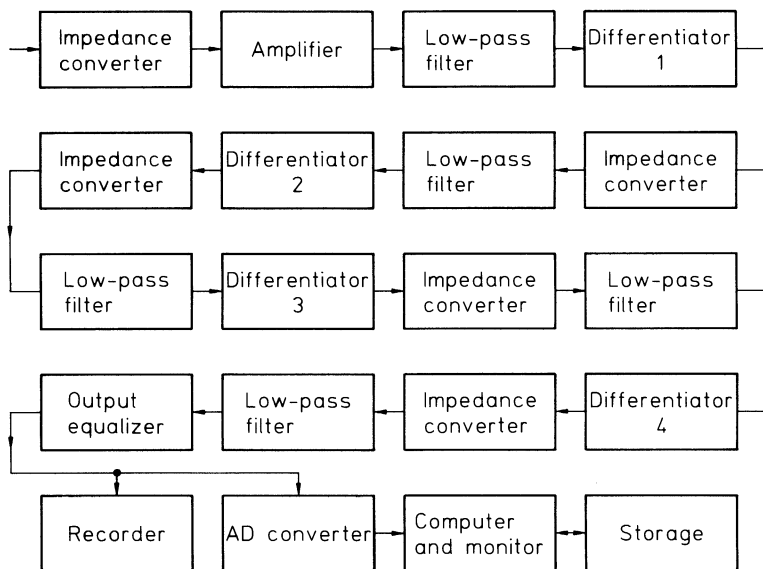 Impedance
converter
Amplifier
Low-pass
filter
Differentiator
1
Impedance
converter
Differentiator
2
Low-pass
filter
Impedance
converter
Low-pass
filter
Differentiator
3
Impedance
converter
Low-pass
filter
Output
equalizer
Low-pass
filter
Impedance
converter
Differentiator
4
Recorder
AD converter
Computer
and monitor
Storage